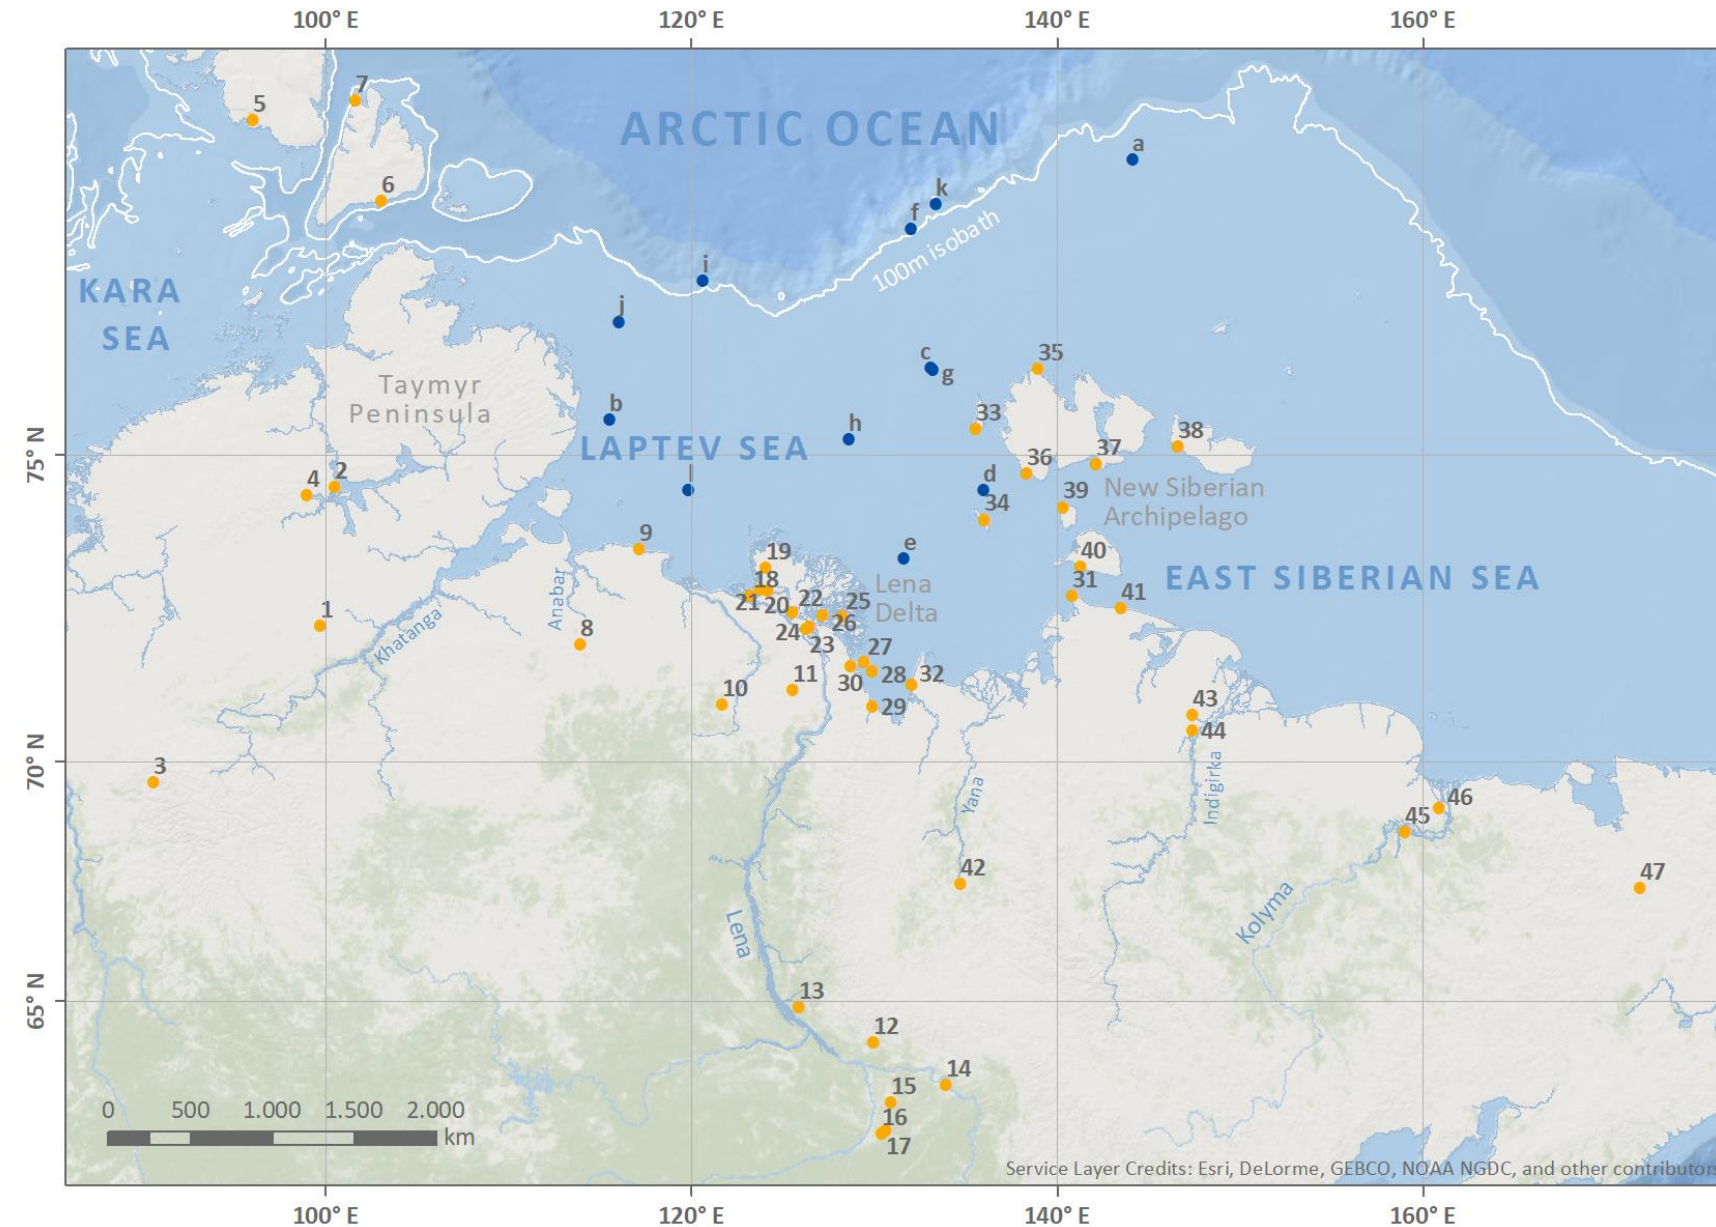 100° E 120° E 140° E 160° E
7
5
ARCTIC OCEAN
a
6
k
f
100m isobath
i
KARA
SEA
j
c
g
35
Taymyr
Peninsula
b
h
33
38
75° N
LAPTEV SEA
36
37
4
2
l
d
34
39
New Siberian
Archipelago
9
e
19
40
Lena
Delta
31
EAST SIBERIAN SEA
Anabar
18
21
20
22
25
41
1
Khatanga
8
24
23
26
27
30
28
32
10
11
29
43
44
70° N
3
Yana
Indigirka
46
45
42
47
Lena
Kolyma
65° N
13
12
14
15
16
17
0 500 1.000 1.500 2.000
km
Service Layer Credits: Esri, DeLorme, GEBCO, NOAA NGDC, and other contributors
100° E 120° E 140° E 160° E